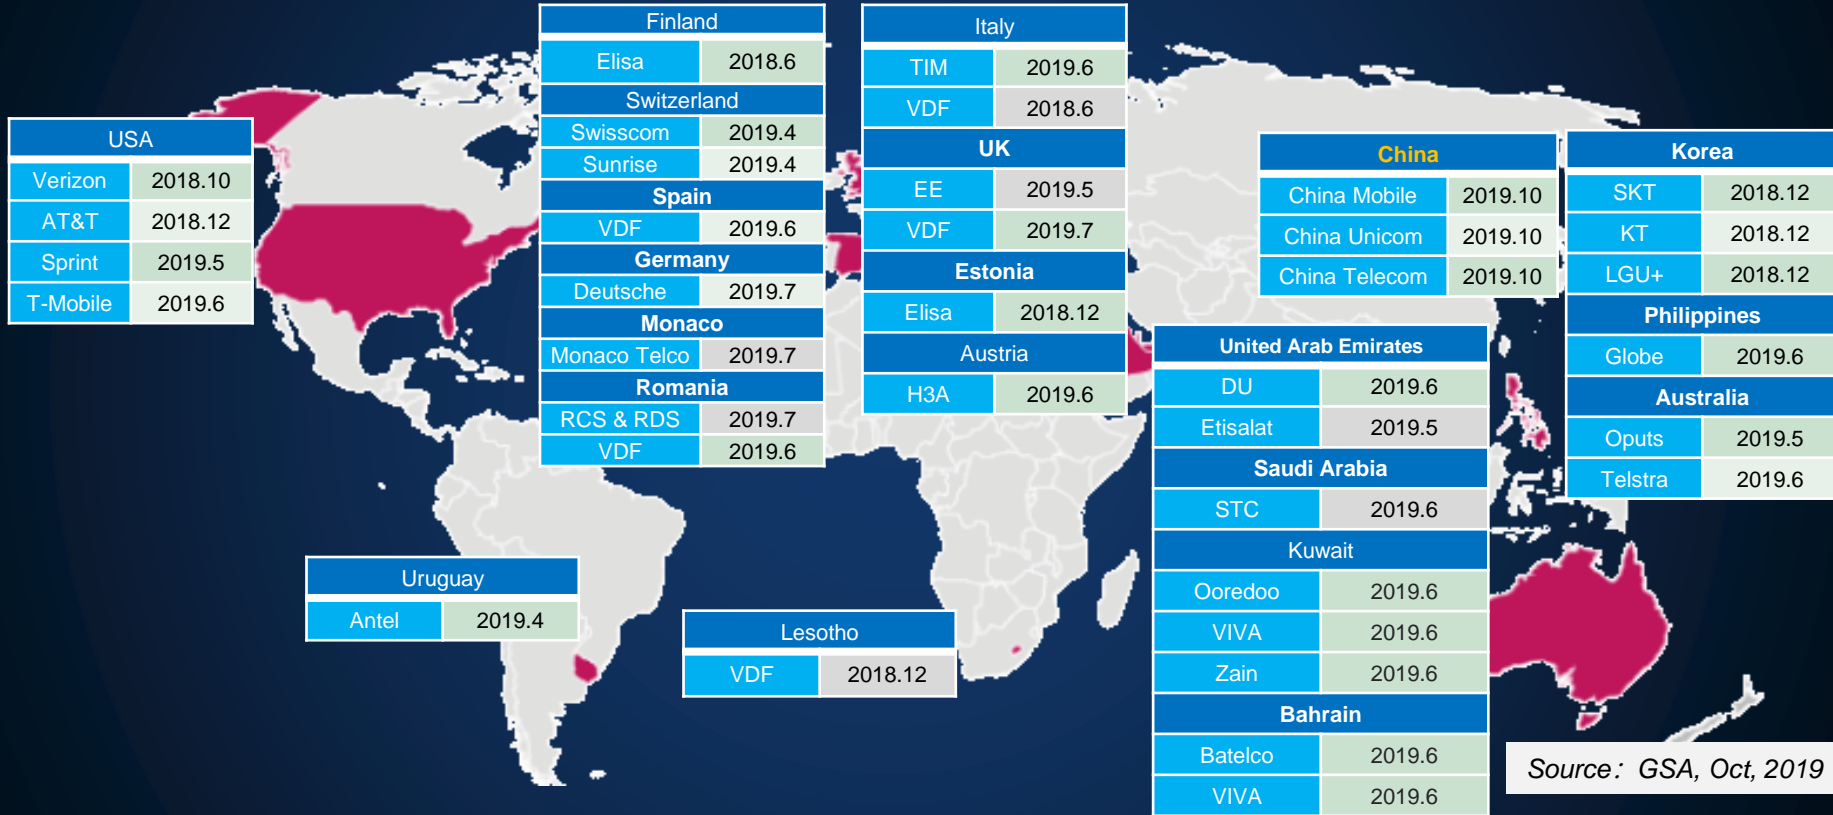 USA
Verizon 2018.10
AT&T 2018.12
Sprint 2019.5
T-Mobile 2019.6
Finland
Elisa 2018.6
Switzerland
Swisscom 2019.4
Sunrise 2019.4
Spain
VDF 2019.6
Germany
Deutsche 2019.7
Monaco
Monaco Telco 2019.7
Romania
RCS & RDS 2019.7
VDF 2019.6
Italy
TIM 2019.6
VDF 2018.6
UK
EE 2019.5
VDF 2019.7
Estonia
Elisa 2018.12
Austria
H3A 2019.6
China
China Mobile 2019.10
China Unicom 2019.10
China Telecom 2019.10
Korea
SKT 2018.12
KT 2018.12
LGU+ 2018.12
Philippines
Globe 2019.6
Australia
Oputs 2019.5
Telstra 2019.6
United Arab Emirates
DU 2019.6
Etisalat 2019.5
Saudi Arabia
STC 2019.6
Kuwait
Ooredoo 2019.6
VIVA 2019.6
Zain 2019.6
Bahrain
Batelco 2019.6
VIVA 2019.6
Uruguay
Antel 2019.4
Lesotho
VDF 2018.12
Source：GSA, Oct, 2019